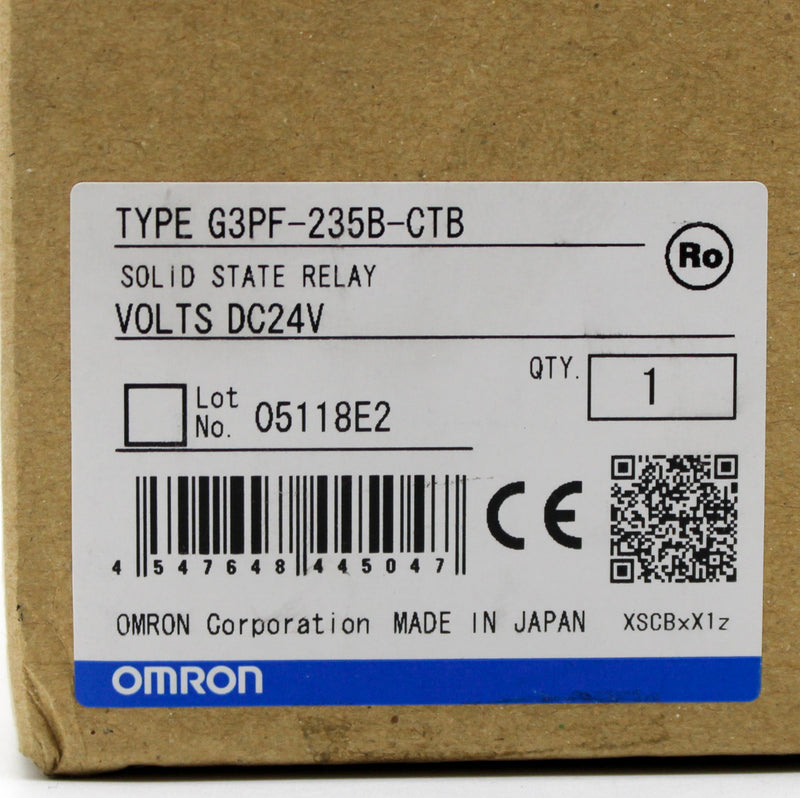 TYPE G3PF-235B-CTB
Ro
SOLID STATE RELAY
VOLTS DC24V
QTY. 1
Lot No. 05118E2
CE
4 547648 445047
OMRON Corporation MADE IN JAPAN XSCBxX1z
OMRON